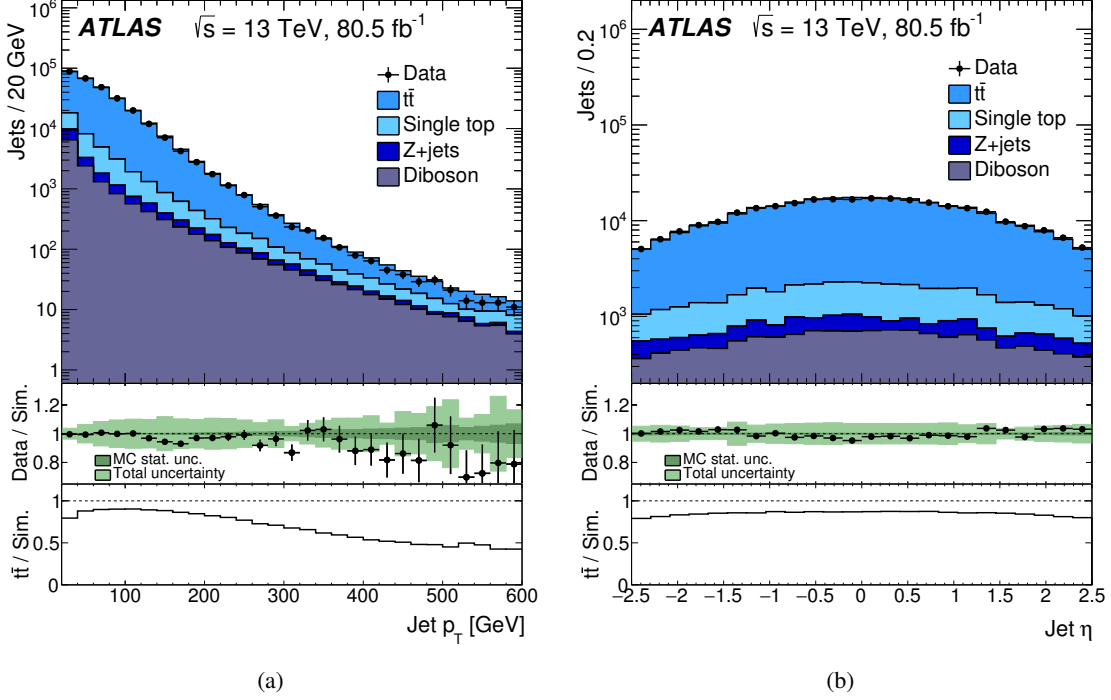 ATLAS √s = 13 TeV, 80.5 fb⁻¹
Jets / 20 GeV
10⁶
10⁵
10⁴
10³
10²
10
1
Data
tt̄
Single top
Z+jets
Diboson
Data / Sim.
1.2
1
0.8
MC stat. unc.
Total uncertainty
tt̄ / Sim.
1
0.5
0
100 200 300 400 500 600
Jet p_T [GeV]
(a)
ATLAS √s = 13 TeV, 80.5 fb⁻¹
Jets / 0.2
10⁶
10⁵
10⁴
10³
Data
tt̄
Single top
Z+jets
Diboson
Data / Sim.
1.2
1
0.8
MC stat. unc.
Total uncertainty
tt̄ / Sim.
1
0.5
0
−2.5 −2 −1.5 −1 −0.5 0 0.5 1 1.5 2 2.5
Jet η
(b)